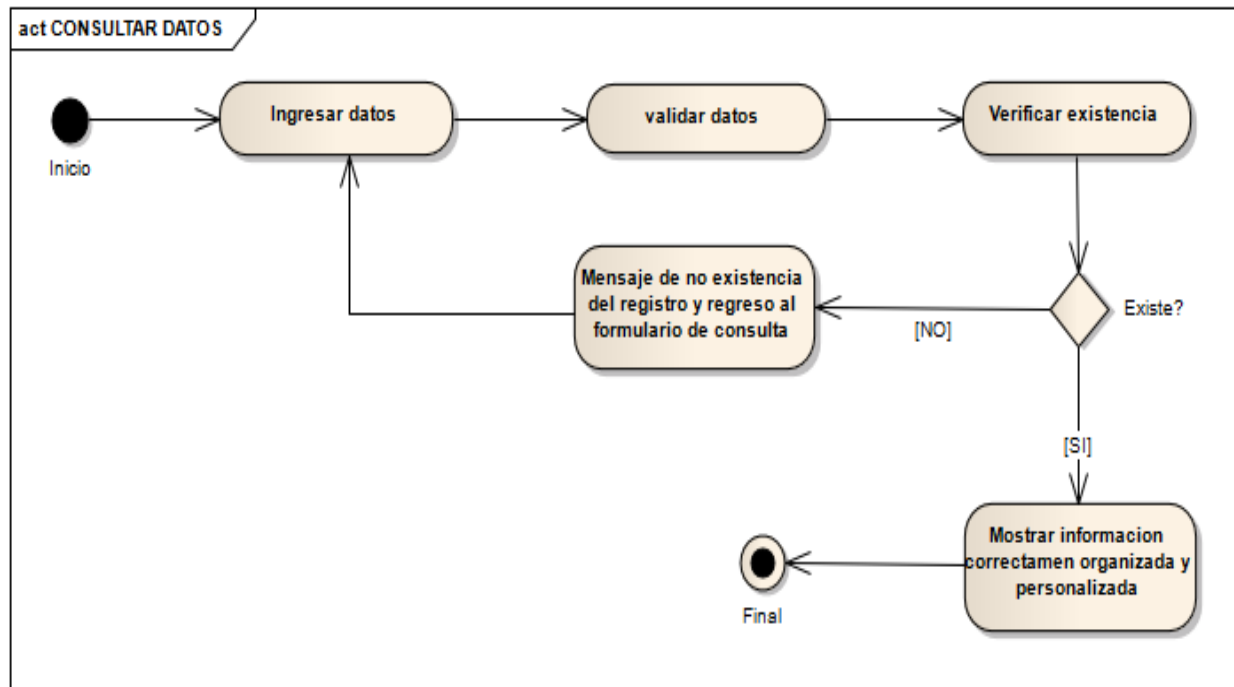 act CONSULTAR DATOS
Ingresar datos
validar datos
Verificar existencia
Inicio
Mensaje de no existencia
del registro y regreso al
formulario de consulta
Existe?
[NO]
[SI]
Mostrar informacion
correctamen organizada y
personalizada
Final